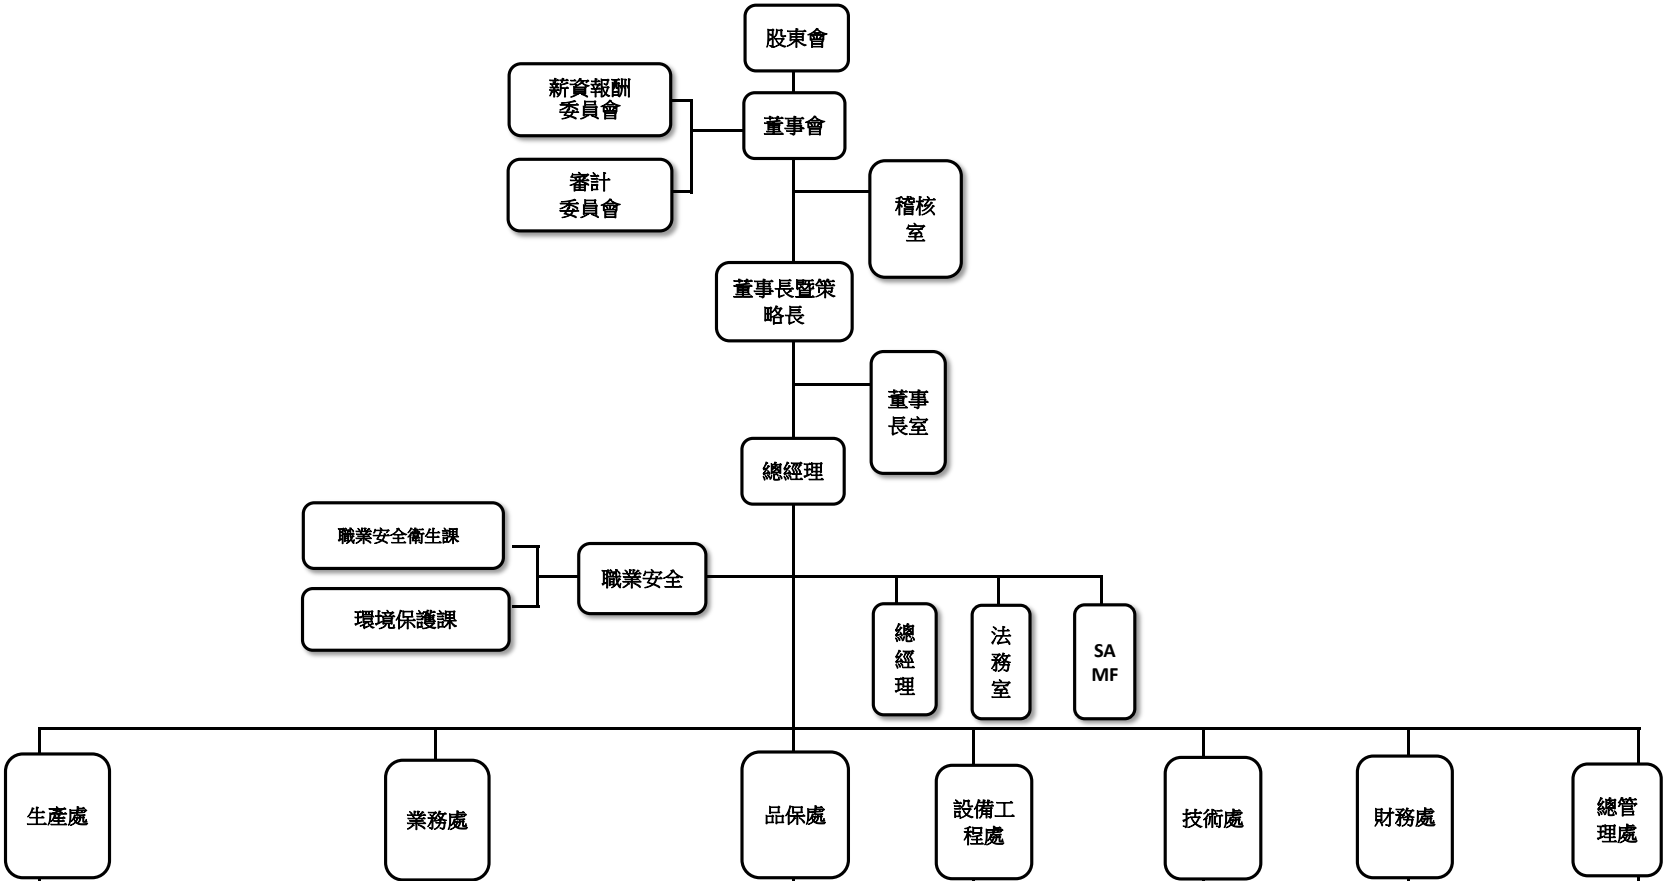 股東會
薪資報酬
委員會
董事會
審計
委員會
稽核
室
董事長暨策
略長
董事
長室
總經理
職業安全衛生課
職業安全
環境保護課
總
經
理
法
務
室
SA
MF
生產處
業務處
品保處
設備工
程處
技術處
財務處
總管
理處